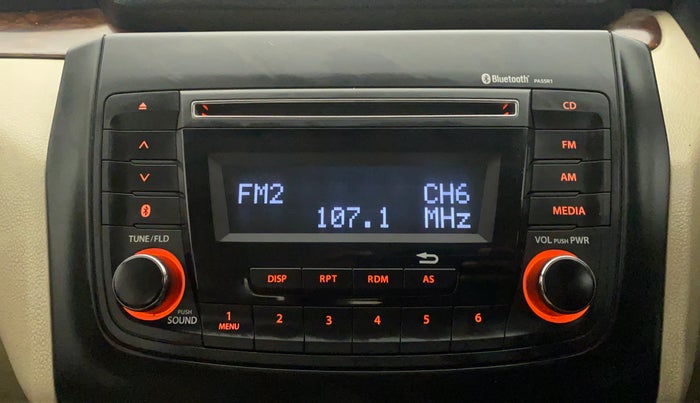 Bluetooth PA55R1
CD
FM
AM
MEDIA
FM2 CH6
107.1 MHz
TUNE/FLD
VOL PUSH PWR
DISP RPT RDM AS
PUSH
SOUND
1 2 3 4 5 6
MENU